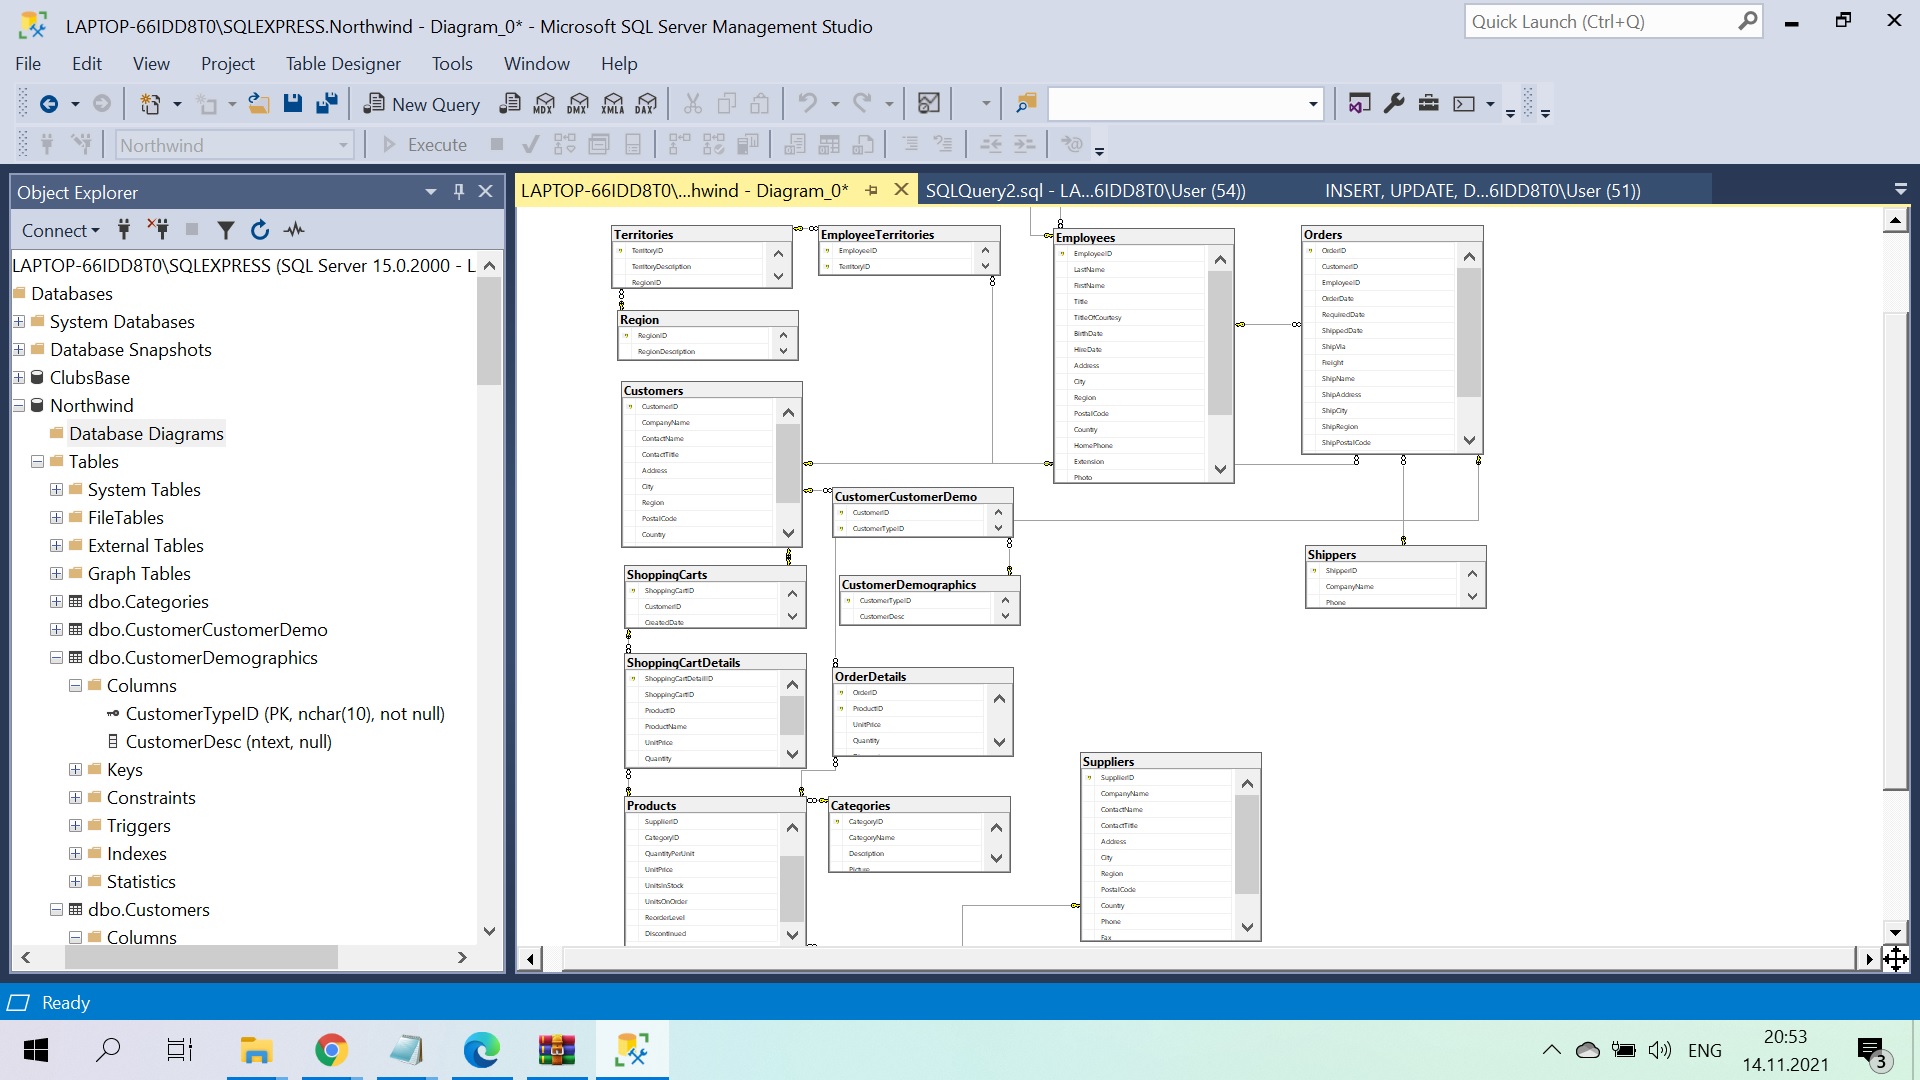 LAPTOP-66IDD8T0\SQLEXPRESS.Northwind - Diagram_0* - Microsoft SQL Server Management Studio
Quick Launch (Ctrl+Q)
File Edit View Project Table Designer Tools Window Help
New Query MDX DMX XMLA DAX
Northwind Execute
Object Explorer
Connect
LAPTOP-66IDD8T0\SQLEXPRESS (SQL Server 15.0.2000 - L
Databases
System Databases
Database Snapshots
ClubsBase
Northwind
Database Diagrams
Tables
System Tables
FileTables
External Tables
Graph Tables
dbo.Categories
dbo.CustomerCustomerDemo
dbo.CustomerDemographics
Columns
CustomerTypeID (PK, nchar(10), not null)
CustomerDesc (ntext, null)
Keys
Constraints
Triggers
Indexes
Statistics
dbo.Customers
Columns
LAPTOP-66IDD8T0\...hwind - Diagram_0*
SQLQuery2.sql - LA...6IDD8T0\User (54))
INSERT, UPDATE, D...6IDD8T0\User (51))
Territories
TerritoryID
TerritoryDescription
RegionID
EmployeeTerritories
EmployeeID
TerritoryID
Region
RegionID
RegionDescription
Employees
EmployeeID
LastName
FirstName
Title
TitleOfCourtesy
BirthDate
HireDate
Address
City
Region
PostalCode
Country
HomePhone
Extension
Photo
Orders
OrderID
CustomerID
EmployeeID
OrderDate
RequiredDate
ShippedDate
ShipVia
Freight
ShipName
ShipAddress
ShipCity
ShipRegion
ShipPostalCode
Customers
CustomerID
CompanyName
ContactName
ContactTitle
Address
City
Region
PostalCode
Country
CustomerCustomerDemo
CustomerID
CustomerTypeID
CustomerDemographics
CustomerTypeID
CustomerDesc
Shippers
ShipperID
CompanyName
Phone
ShoppingCarts
ShoppingCartID
CustomerID
CreatedDate
ShoppingCartDetails
ShoppingCartDetailID
ShoppingCartID
ProductID
ProductName
UnitPrice
Quantity
OrderDetails
OrderID
ProductID
UnitPrice
Quantity
Products
SupplierID
CategoryID
QuantityPerUnit
UnitPrice
UnitsInStock
UnitsOnOrder
ReorderLevel
Discontinued
Categories
CategoryID
CategoryName
Description
Picture
Suppliers
SupplierID
CompanyName
ContactName
ContactTitle
Address
City
Region
PostalCode
Country
Phone
Fax
Ready
ENG
20:53
14.11.2021
3